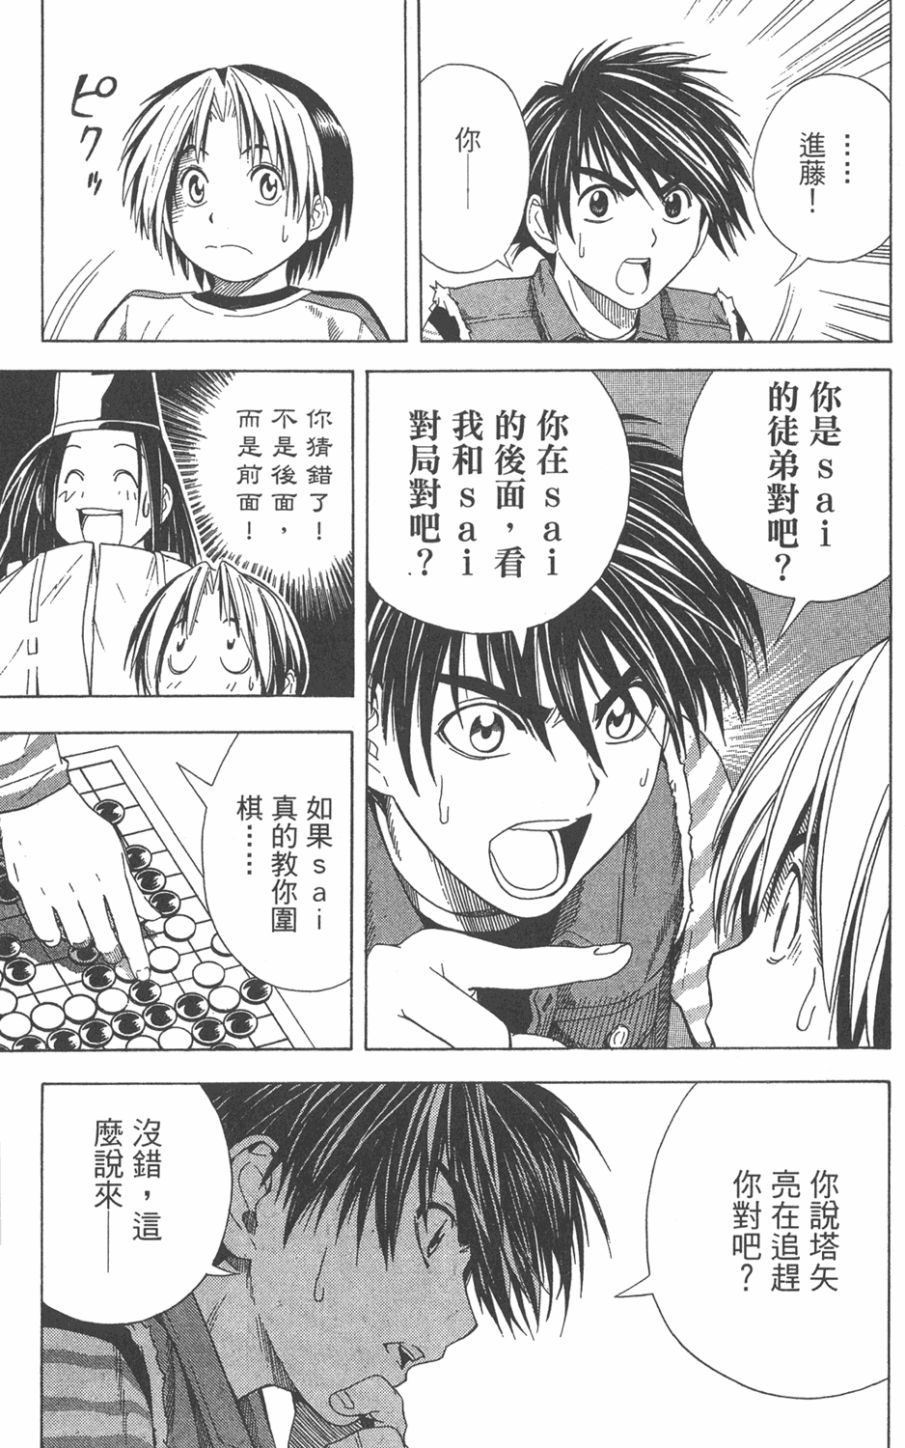 ……
進藤！
你——
ピクッ
你是ｓａｉ
的徒弟對吧？
你在ｓａｉ
的後面，看
我和ｓａｉ
對局對吧？
你猜錯了！
不是後面，
而是前面！
如果ｓａｉ
真的教你圍
棋……
你說塔矢
亮在追趕
你對吧？
沒錯，這
麼說來——